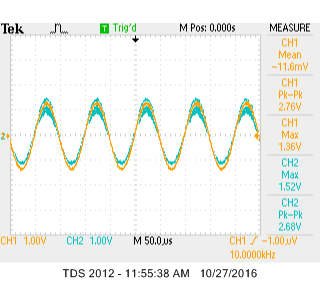 Tek T Trig'd M Pos: 0.000s MEASURE
CH1
Mean
-11.6mV
CH1
Pk-Pk
2.76V
CH1
Max
1.36V
2
CH2
Max
1.52V
CH2
Pk-Pk
2.68V
CH1 1.00V CH2 1.00V M 50.0µs CH1 / -1.00µV
10.0000kHz
TDS 2012 - 11:55:38 AM 10/27/2016